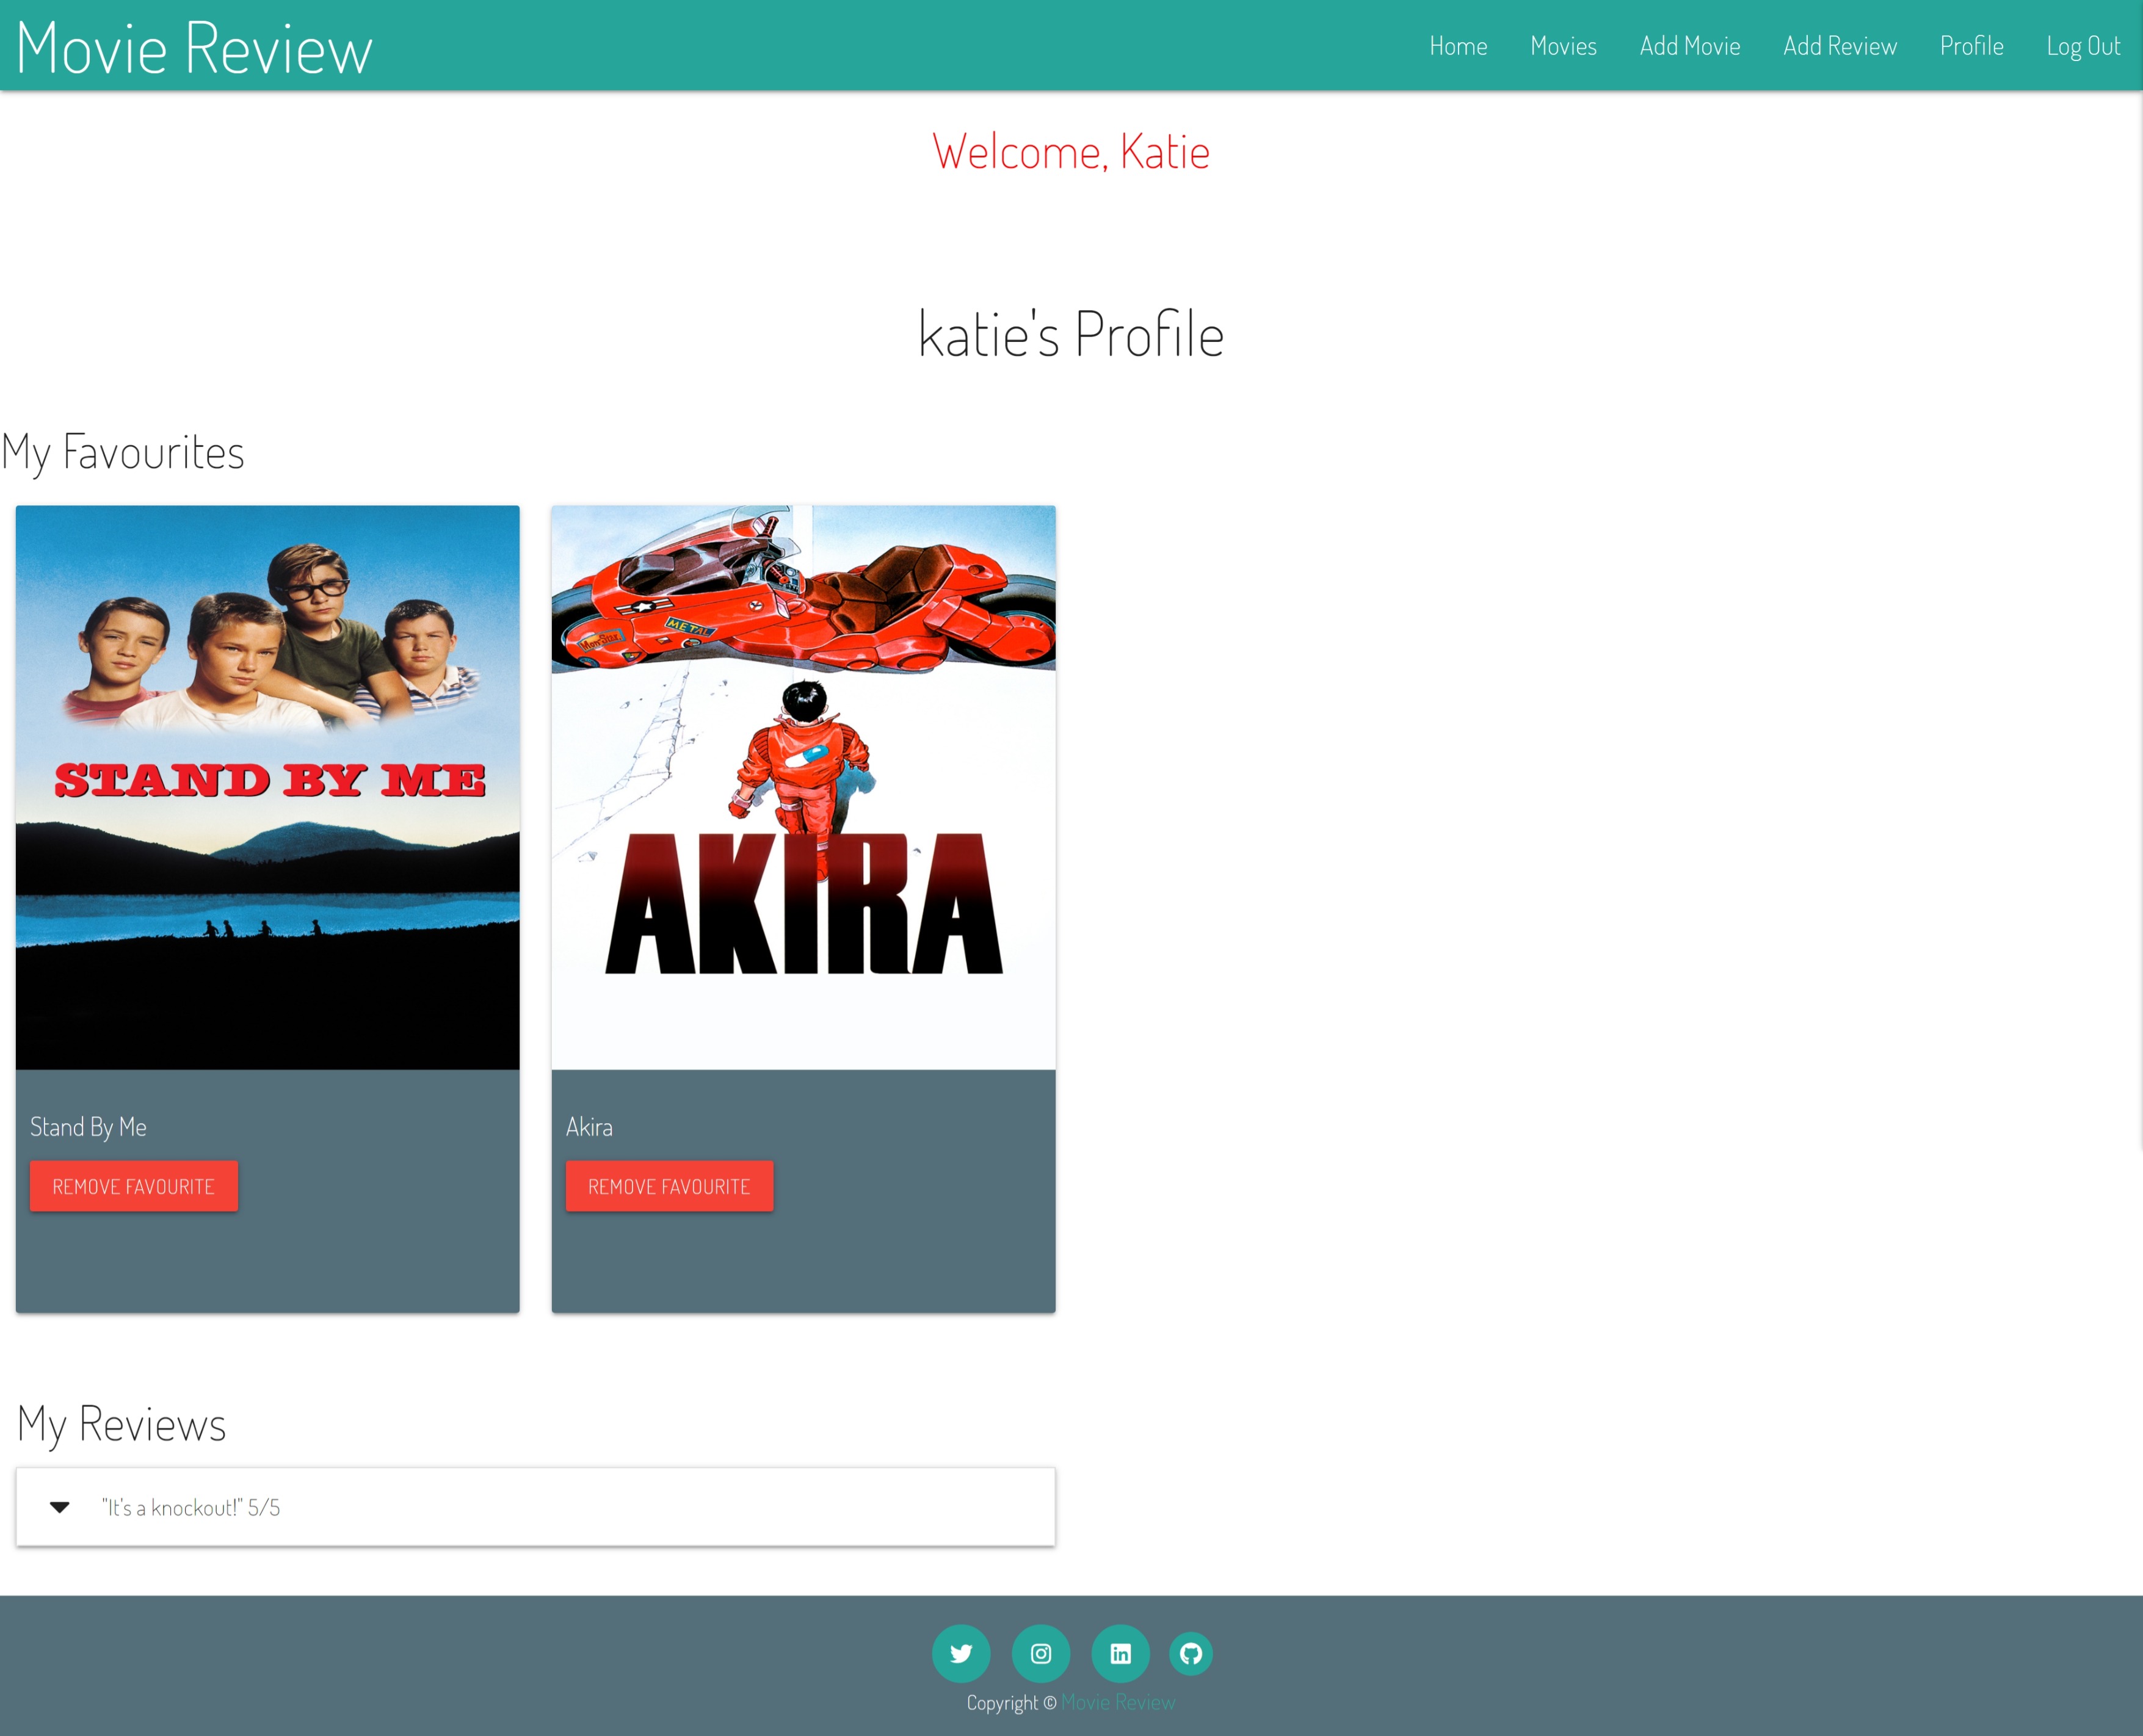 Movie Review
Home Movies Add Movie Add Review Profile Log Out
Welcome, Katie
katie's Profile
My Favourites
STAND BY ME
METAL
AKIRA
Stand By Me
REMOVE FAVOURITE
Akira
REMOVE FAVOURITE
My Reviews
"It's a knockout!" 5/5
Copyright © Movie Review